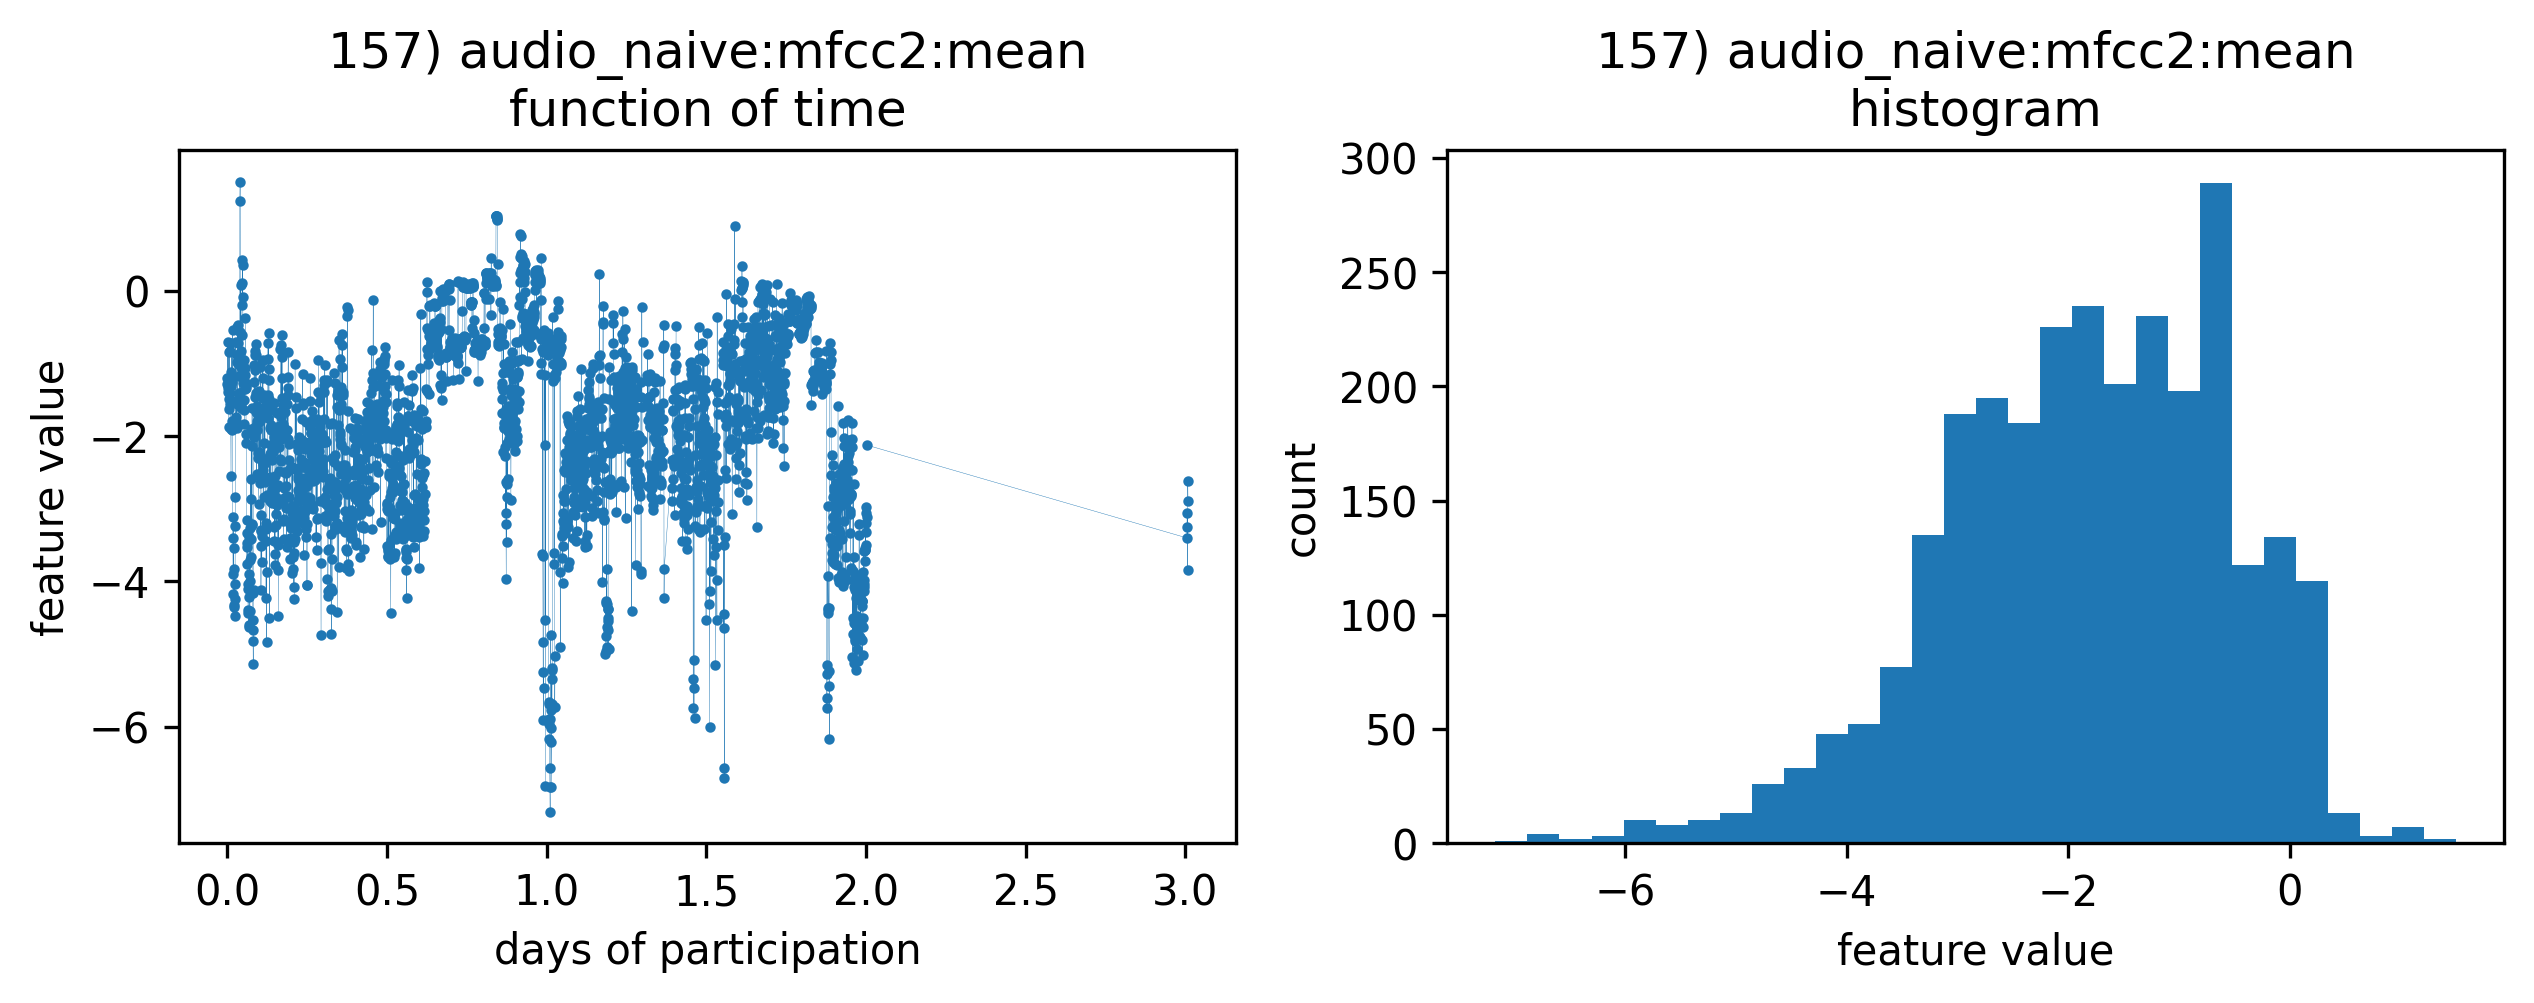 157) audio_naive:mfcc2:mean
function of time
feature value
0
−2
−4
−6
0.0 0.5 1.0 1.5 2.0 2.5 3.0
days of participation
157) audio_naive:mfcc2:mean
histogram
count
300
250
200
150
100
50
0
−6 −4 −2 0
feature value